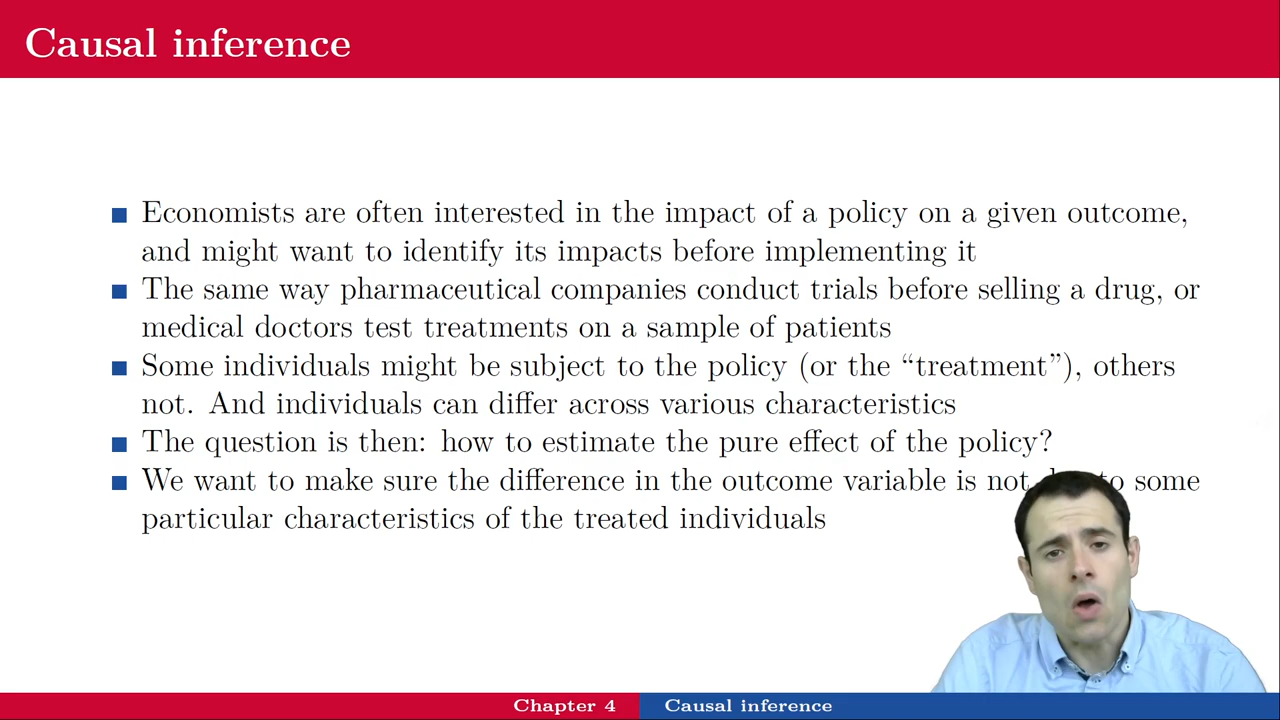 Causal inference
Economists are often interested in the impact of a policy on a given outcome,
and might want to identify its impacts before implementing it
The same way pharmaceutical companies conduct trials before selling a drug, or
medical doctors test treatments on a sample of patients
Some individuals might be subject to the policy (or the “treatment”), others
not. And individuals can differ across various characteristics
The question is then: how to estimate the pure effect of the policy?
We want to make sure the difference in the outcome variable is not to some
particular characteristics of the treated individuals
Chapter 4 Causal inference